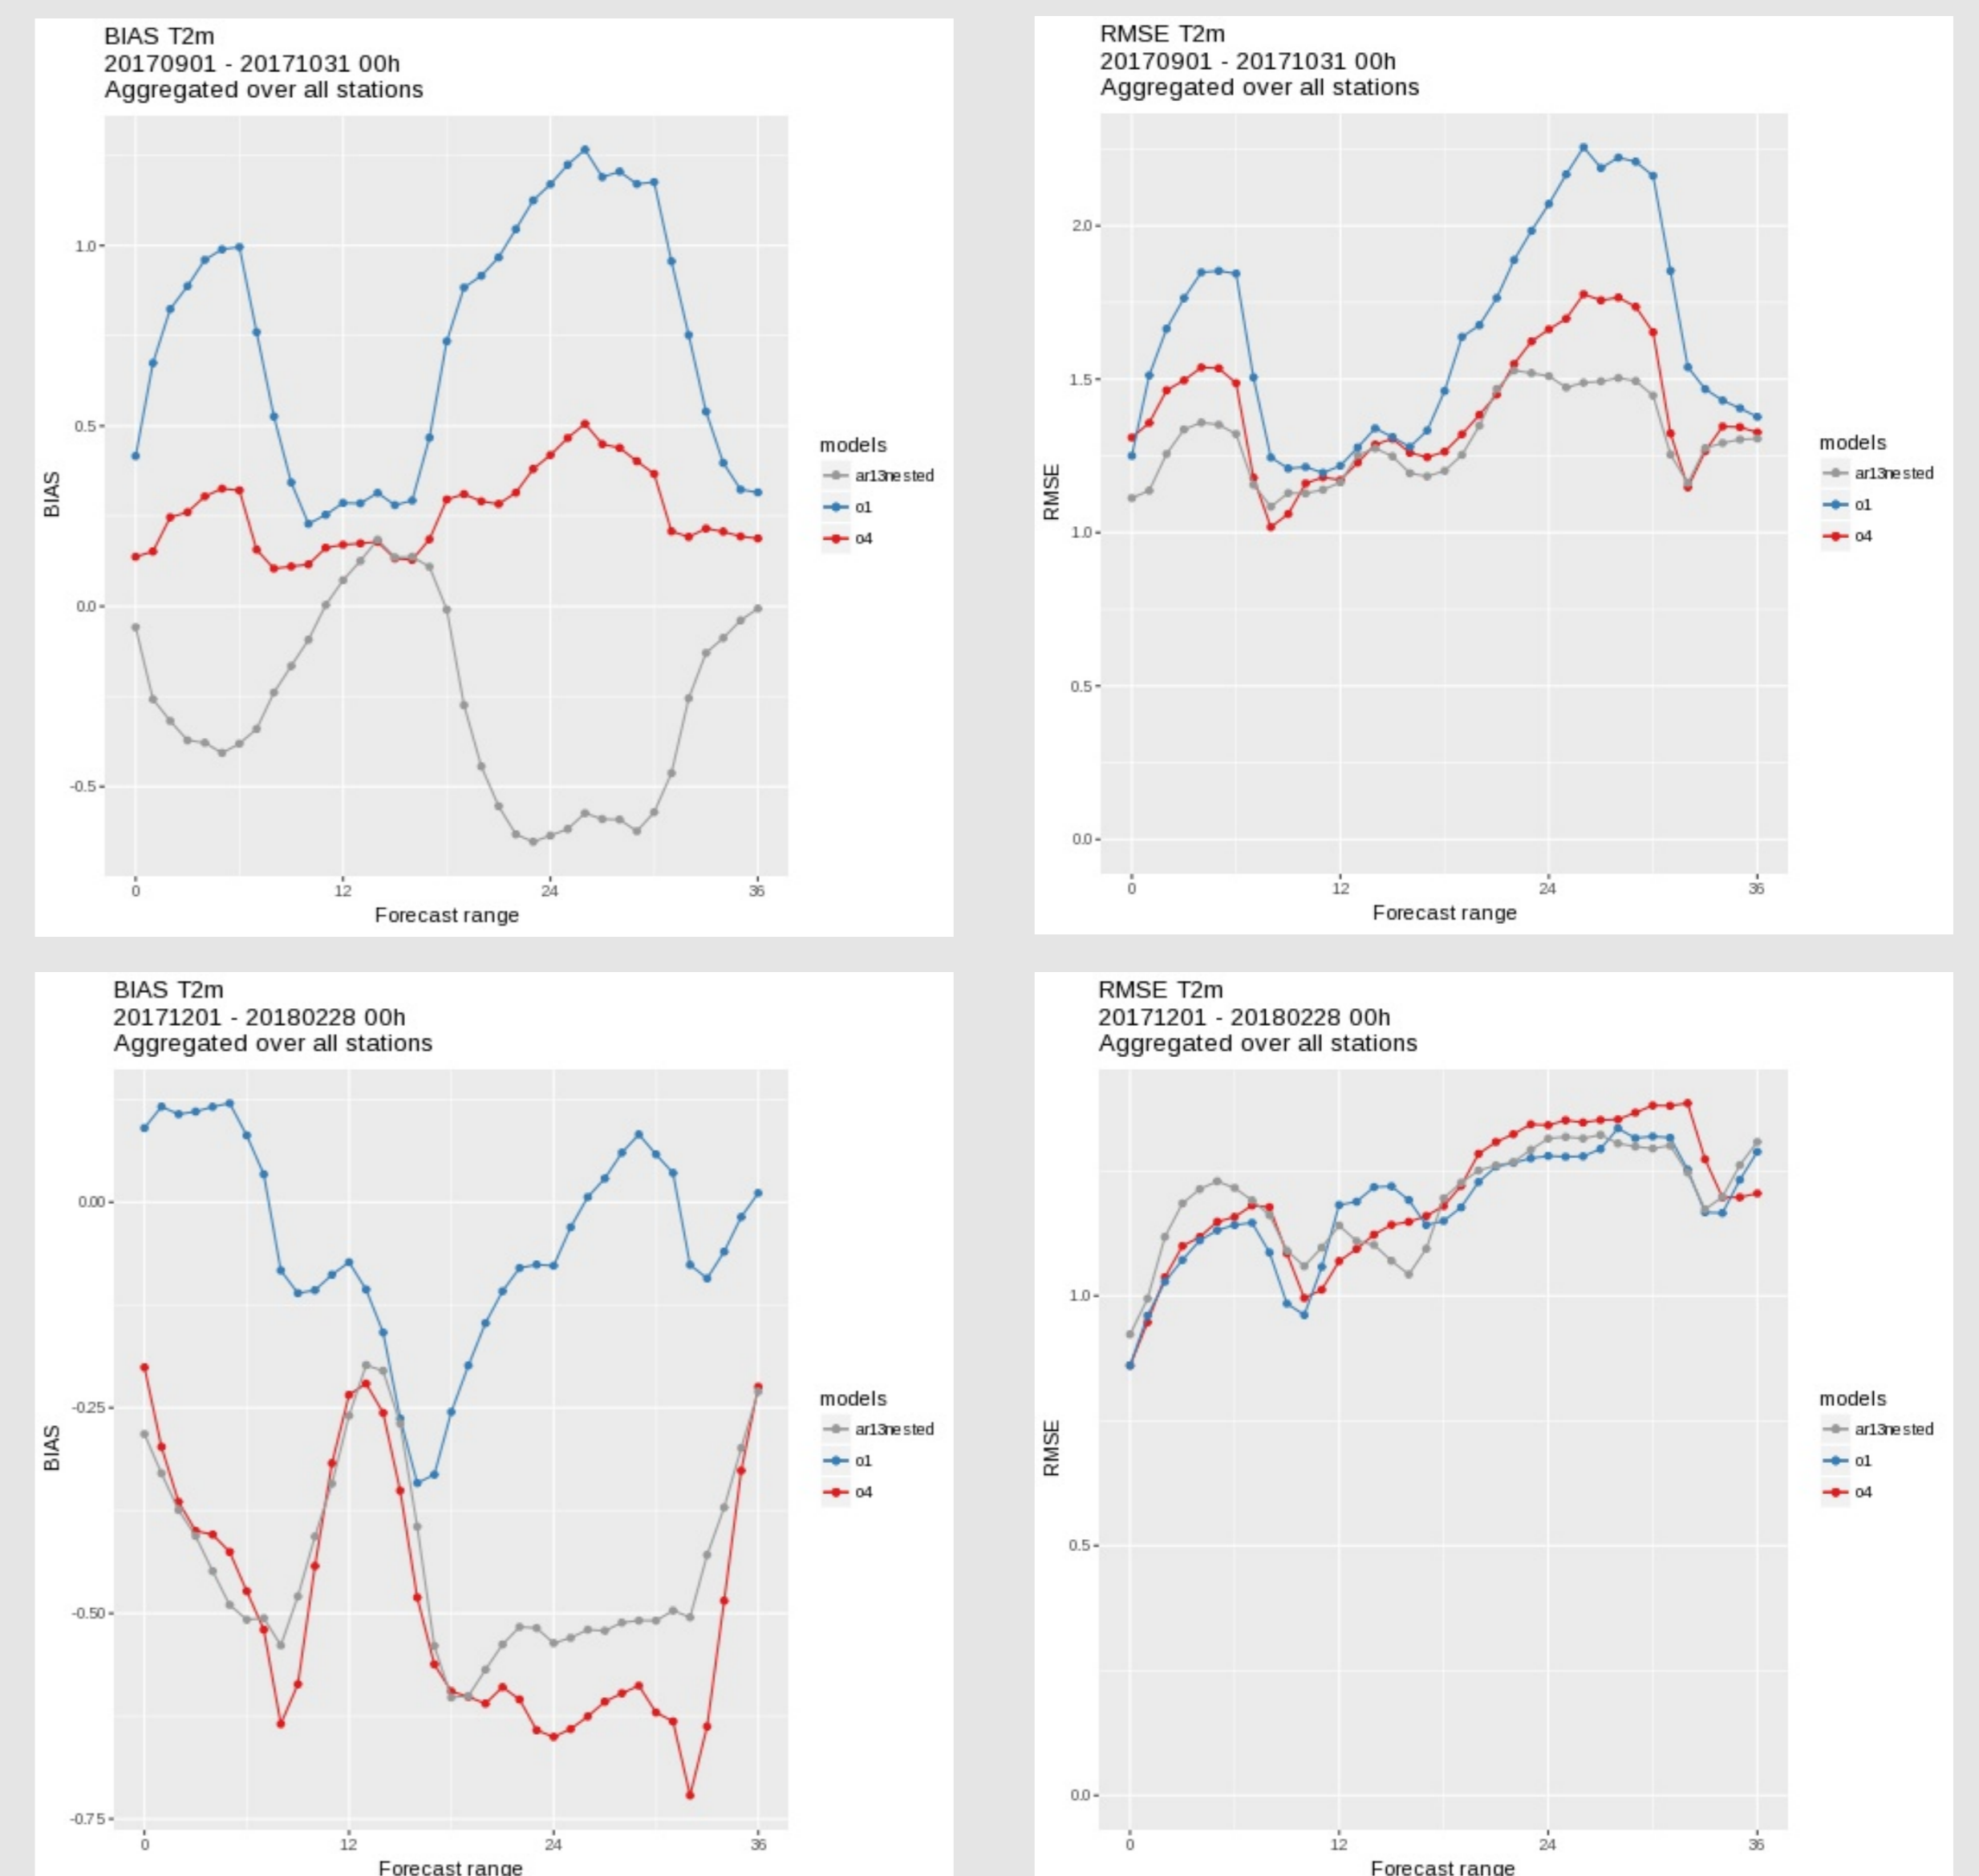 BIAS T2m
20170901 - 20171031 00h
Aggregated over all stations
1.0
0.5
0.0
-0.5
BIAS
0 12 24 36
Forecast range
models
ar13nested
o1
o4
RMSE T2m
20170901 - 20171031 00h
Aggregated over all stations
2.0
1.5
1.0
0.5
0.0
RMSE
0 12 24 36
Forecast range
models
ar13nested
o1
o4
BIAS T2m
20171201 - 20180228 00h
Aggregated over all stations
0.00
-0.25
-0.50
-0.75
BIAS
0 12 24 36
Forecast range
models
ar13nested
o1
o4
RMSE T2m
20171201 - 20180228 00h
Aggregated over all stations
1.0
0.5
0.0
RMSE
0 12 24 36
Forecast range
models
ar13nested
o1
o4